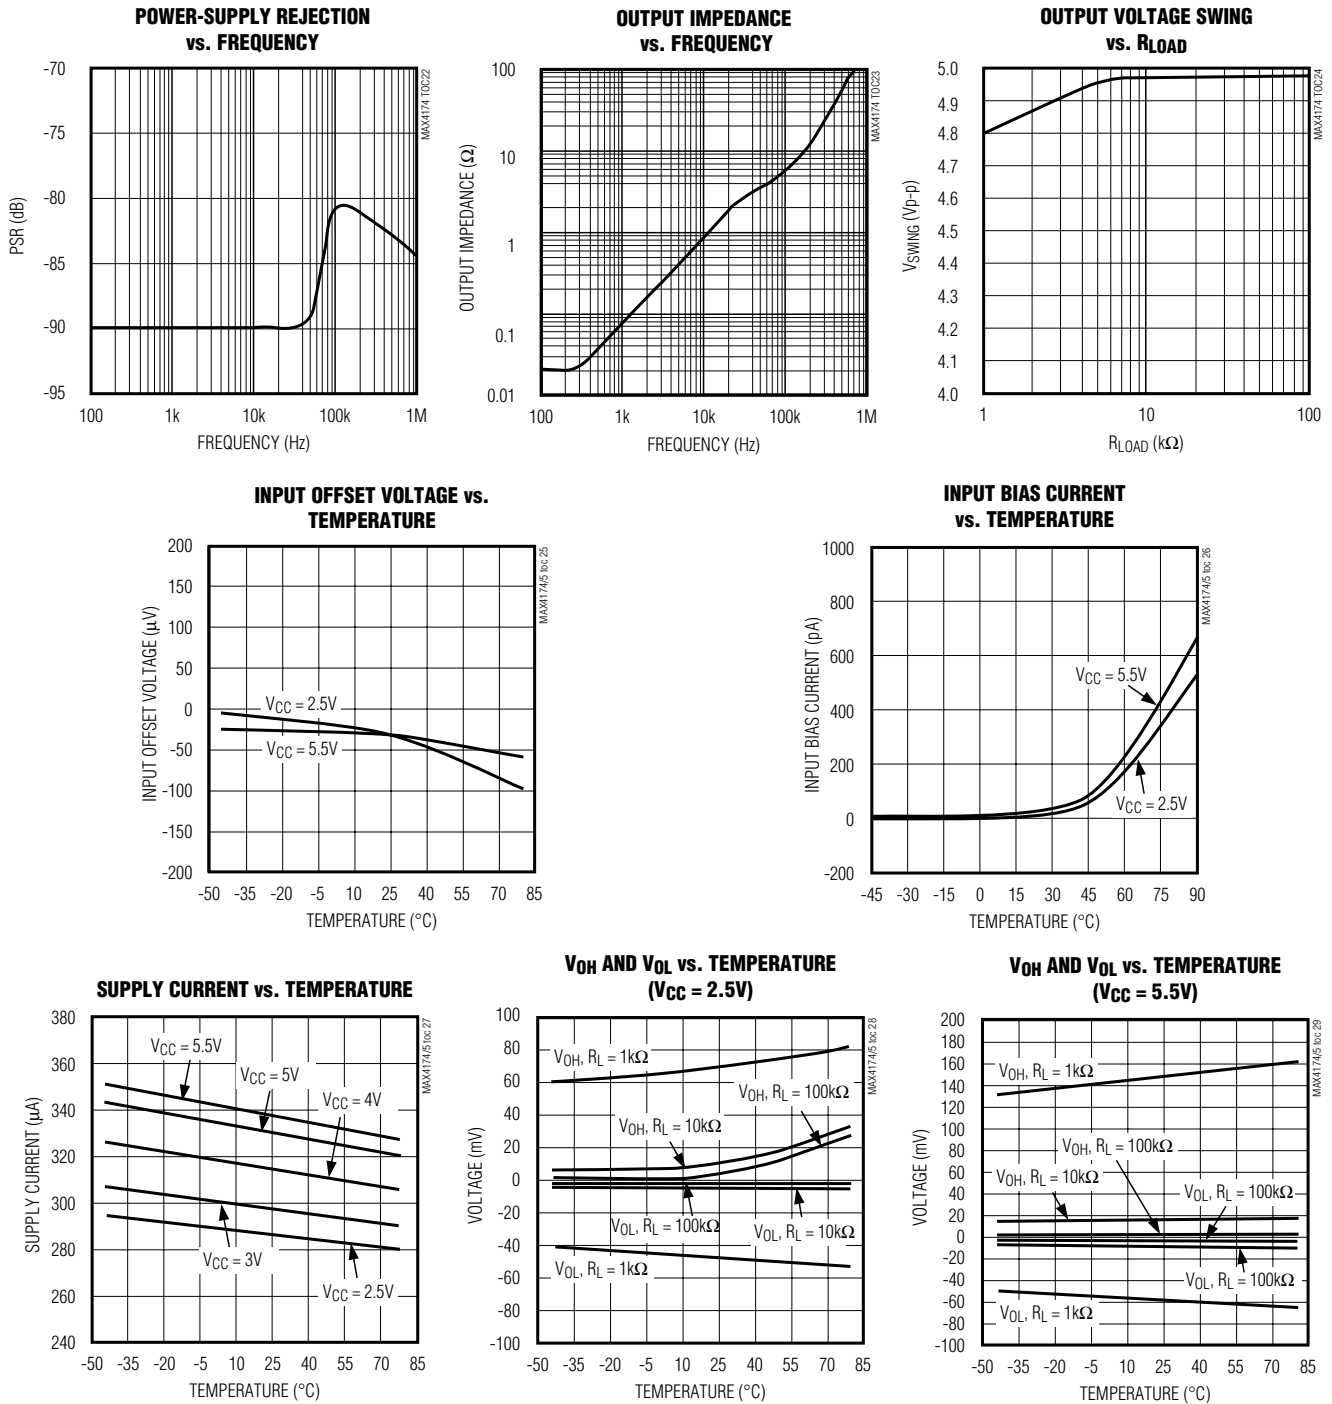 POWER-SUPPLY REJECTION
vs. FREQUENCY
-70
-75
-80
-85
-90
-95
PSR (dB)
100
1k
10k
100k
1M
FREQUENCY (Hz)
MAX4174 TOC22
OUTPUT IMPEDANCE
vs. FREQUENCY
100
10
1
0.1
0.01
OUTPUT IMPEDANCE (Ω)
100
1k
10k
100k
1M
FREQUENCY (Hz)
MAX4174 TOC23
OUTPUT VOLTAGE SWING
vs. RLOAD
5.0
4.9
4.8
4.7
4.6
4.5
4.4
4.3
4.2
4.1
4.0
VSWING (Vp-p)
1
10
100
RLOAD (kΩ)
MAX4174 TOC24
INPUT OFFSET VOLTAGE vs.
TEMPERATURE
200
150
100
50
0
-50
-100
-150
-200
INPUT OFFSET VOLTAGE (µV)
VCC = 2.5V
VCC = 5.5V
-50
-35
-20
-5
10
25
40
55
70
85
TEMPERATURE (°C)
MAX4174/5 toc 25
INPUT BIAS CURRENT
vs. TEMPERATURE
1000
800
600
400
200
0
-200
INPUT BIAS CURRENT (pA)
VCC = 5.5V
VCC = 2.5V
-45
-30
-15
0
15
30
45
60
75
90
TEMPERATURE (°C)
MAX4174/5 toc 26
SUPPLY CURRENT vs. TEMPERATURE
380
360
340
320
300
280
260
240
SUPPLY CURRENT (µA)
VCC = 5.5V
VCC = 5V
VCC = 4V
VCC = 3V
VCC = 2.5V
-50
-35
-20
-5
10
25
40
55
70
85
TEMPERATURE (°C)
MAX4174/5 toc 27
VOH AND VOL vs. TEMPERATURE
(VCC = 2.5V)
100
80
60
40
20
0
-20
-40
-60
-80
-100
VOLTAGE (mV)
VOH, RL = 1kΩ
VOH, RL = 100kΩ
VOH, RL = 10kΩ
VOL, RL = 100kΩ
VOL, RL = 10kΩ
VOL, RL = 1kΩ
-50
-35
-20
-5
10
25
40
55
70
85
TEMPERATURE (°C)
MAX4174/5 toc 28
VOH AND VOL vs. TEMPERATURE
(VCC = 5.5V)
200
180
160
140
120
100
80
60
40
20
0
-20
-40
-60
-80
-100
VOLTAGE (mV)
VOH, RL = 1kΩ
VOH, RL = 100kΩ
VOH, RL = 10kΩ
VOL, RL = 100kΩ
VOL, RL = 100kΩ
VOL, RL = 1kΩ
-50
-35
-20
-5
10
25
40
55
70
85
TEMPERATURE (°C)
MAX4174/5 toc 29